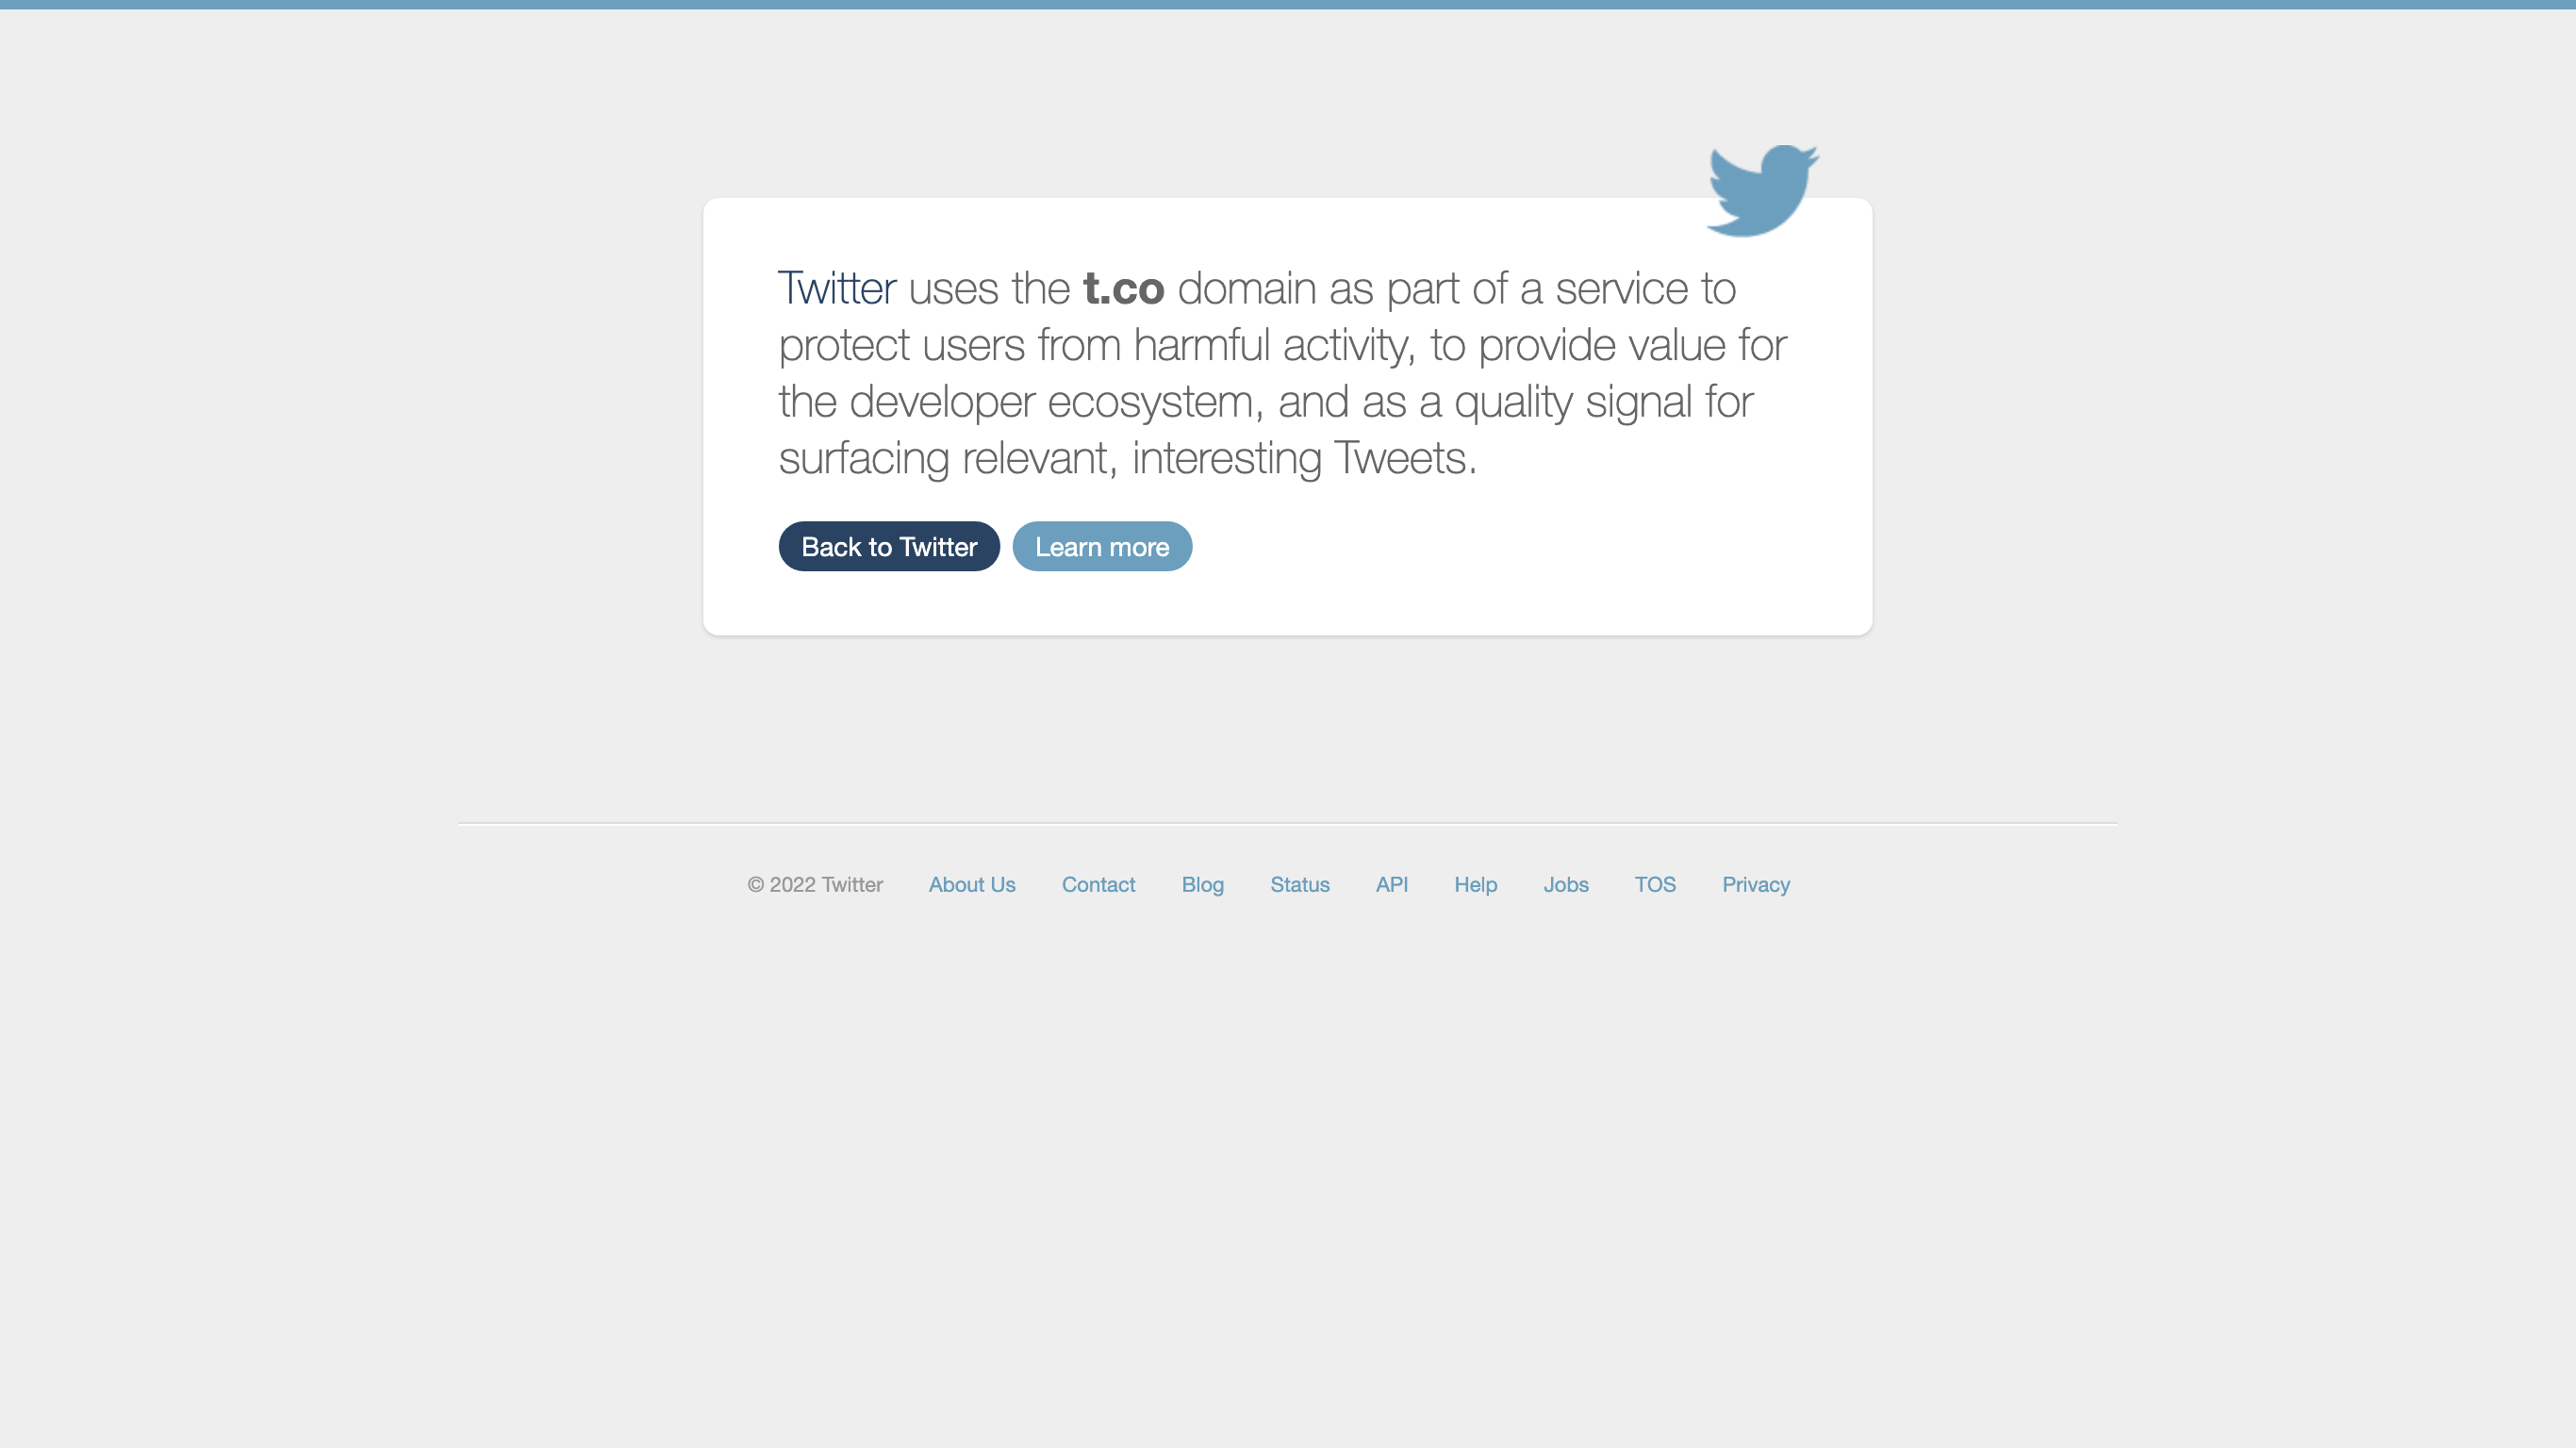 Twitter uses the t.co domain as part of a service to
protect users from harmful activity, to provide value for
the developer ecosystem, and as a quality signal for
surfacing relevant, interesting Tweets.
Back to Twitter Learn more
© 2022 Twitter About Us Contact Blog Status API Help Jobs TOS Privacy